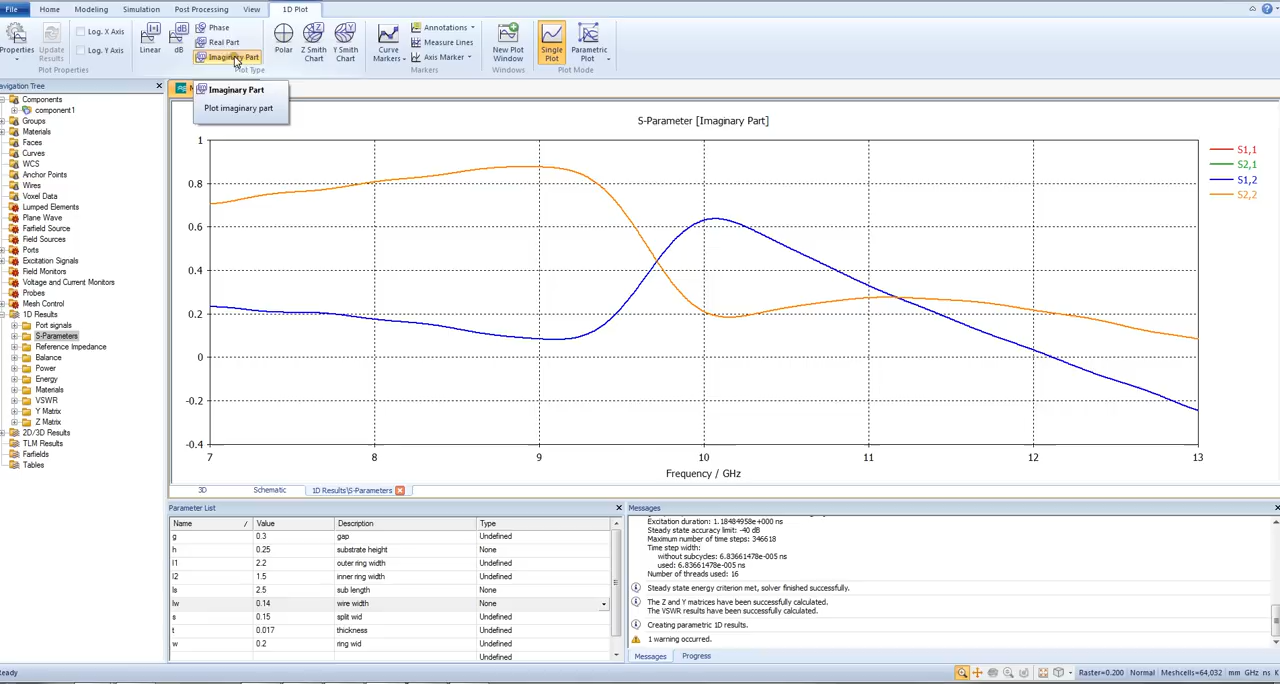 File Home Modeling Simulation Post Processing View 1D Plot
Properties
Update Results
Log. X Axis
Log. Y Axis
Plot Properties
Linear
dB
Phase
Real Part
Imaginary Part
Plot Type
Polar
Z Smith Chart
Y Smith Chart
Curve Markers
Annotations
Measure Lines
Axis Marker
Markers
New Plot Window
Windows
Single Plot
Parametric Plot
Plot Mode
Imaginary Part
Plot imaginary part
avigation Tree
Components
component1
Groups
Materials
Faces
Curves
WCS
Anchor Points
Wires
Voxel Data
Lumped Elements
Plane Wave
Farfield Source
Field Sources
Ports
Excitation Signals
Field Monitors
Voltage and Current Monitors
Probes
Mesh Control
1D Results
Port signals
S-Parameters
Reference Impedance
Balance
Power
Energy
Materials
VSWR
Y Matrix
Z Matrix
2D/3D Results
TLM Results
Farfields
Tables
S-Parameter [Imaginary Part]
1
0.8
0.6
0.4
0.2
0
-0.2
-0.4
7 8 9 10 11 12 13
Frequency / GHz
S1,1
S2,1
S1,2
S2,2
3D Schematic 1D Results\S-Parameters
Parameter List
Name / Value Description Type
g 0.3 gap Undefined
h 0.25 substrate height None
l1 2.2 outer ring width Undefined
l2 1.5 inner ring width Undefined
ls 2.5 sub length None
lw 0.14 wire width None
s 0.15 split wid Undefined
t 0.017 thickness Undefined
w 0.2 ring wid Undefined
Undefined
Messages
Excitation duration: 1.18484958e+000 ns
Steady state accuracy limit: -40 dB
Maximum number of time steps: 346618
Time step width:
without subcycles: 6.83661478e-005 ns
used: 6.83661478e-005 ns
Number of threads used: 16
Steady state energy criterion met, solver finished successfully.
The Z and Y matrices have been successfully calculated.
The VSWR results have been successfully calculated.
Creating parametric 1D results.
1 warning occurred.
Messages Progress
Ready
Raster=0.200 Normal Meshcells=64,032 mm GHz ns K